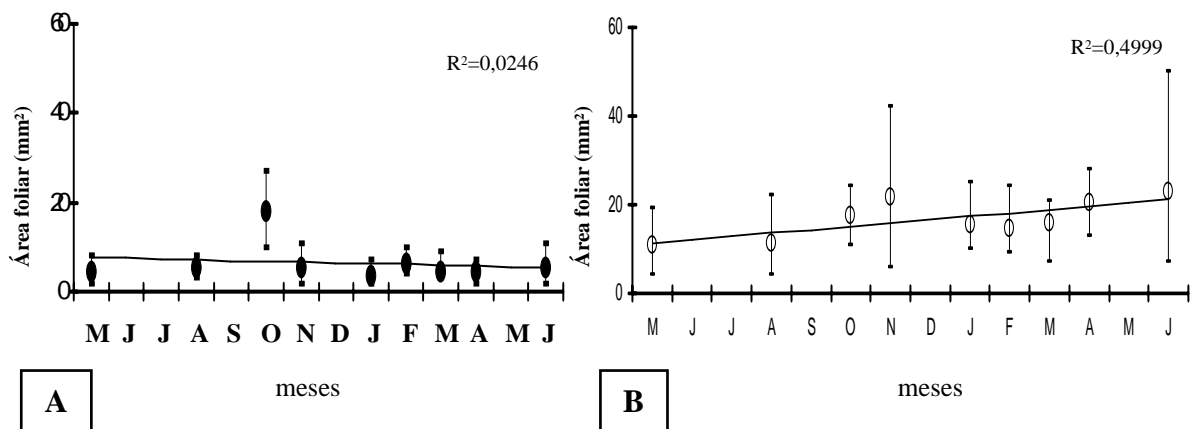 60
40
20
0
Área foliar (mm²)
R²=0,0246
M J J A S O N D J F M A M J
meses
A
60
40
20
0
Área foliar (mm²)
R²=0,4999
M J J A S O N D J F M A M J
meses
B